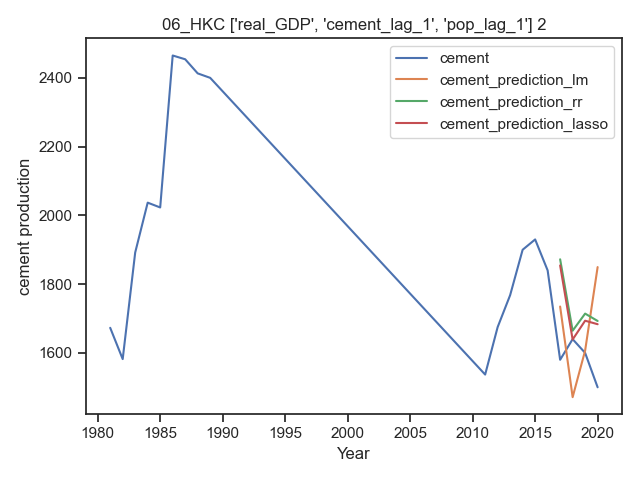 06_HKC ['real_GDP', 'cement_lag_1', 'pop_lag_1'] 2
cement
cement_prediction_lm
cement_prediction_rr
cement_prediction_lasso
cement production
2400
2200
2000
1800
1600
1980 1985 1990 1995 2000 2005 2010 2015 2020
Year